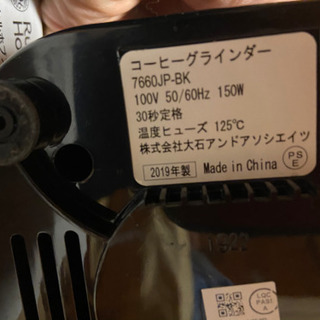 コーヒーグラインダー
7660JP-BK
100V 50/60Hz 150W
30秒定格
温度ヒューズ 125℃
株式会社大石アンドアソシエイツ
2019年製 Made in China
PS
E